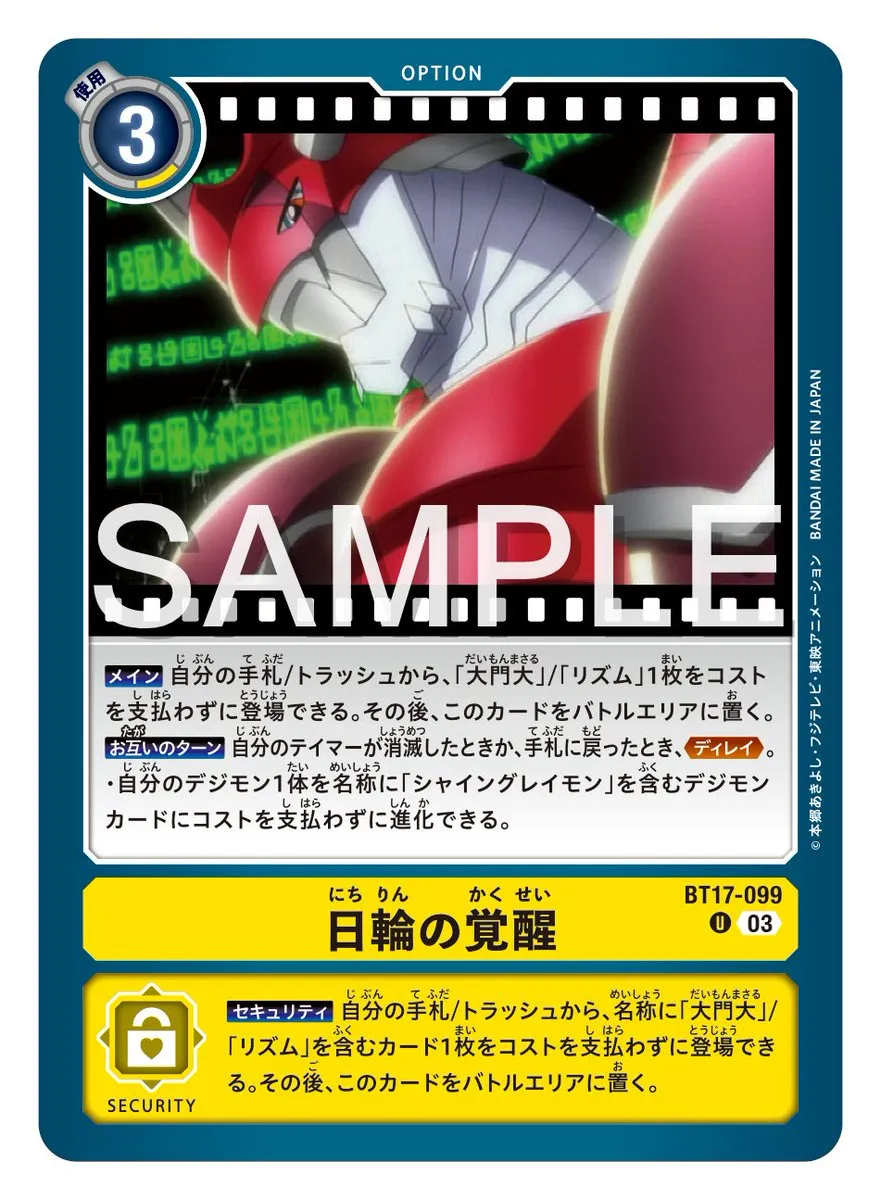 OPTION
使用
3
SAMPLE
メイン 自分の手札/トラッシュから、「大門大」/「リズム」1枚をコスト
を支払わずに登場できる。その後、このカードをバトルエリアに置く。
お互いのターン 自分のテイマーが消滅したときか、手札に戻ったとき、ディレイ。
・自分のデジモン1体を名称に「シャイングレイモン」を含むデジモン
カードにコストを支払わずに進化できる。
© 本郷あきよし・フジテレビ・東映アニメーション BANDAI MADE IN JAPAN
にちりん かくせい
日輪の覚醒
BT17-099
U 03
セキュリティ 自分の手札/トラッシュから、名称に「大門大」/
「リズム」を含むカード1枚をコストを支払わずに登場でき
る。その後、このカードをバトルエリアに置く。
SECURITY